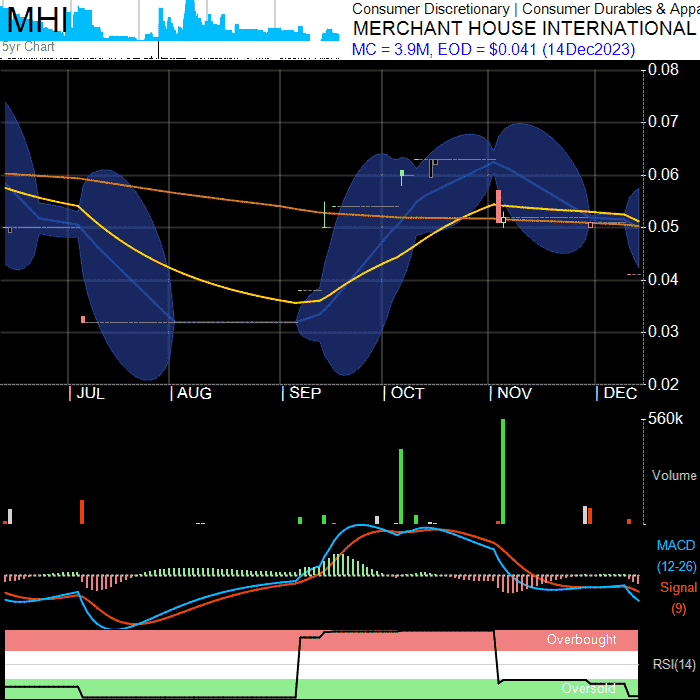 MHI
5yr Chart
Consumer Discretionary | Consumer Durables & Appa
MERCHANT HOUSE INTERNATIONAL
MC = 3.9M, EOD = $0.041 (14Dec2023)
0.08
0.07
0.06
0.05
0.04
0.03
0.02
JUL
AUG
SEP
OCT
NOV
DEC
560k
Volume
MACD
(12-26)
Signal
(9)
Overbought
RSI(14)
Oversold